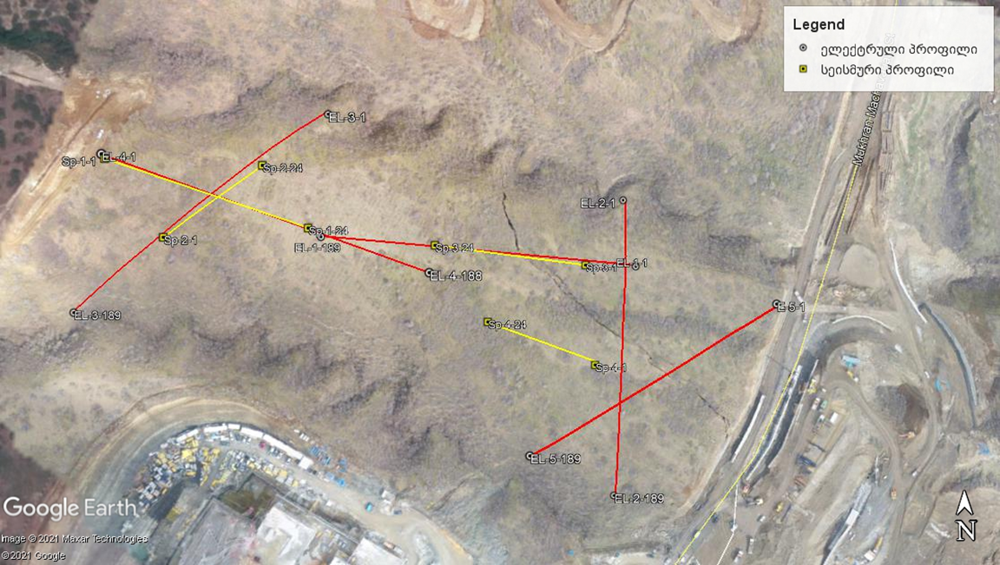 Legend
ელექტრული პროფილი
სეისმური პროფილი
EL-3-1
Sp-1-1
EL-4-1
Sp-2-24
EL-2-1
Sp-2-1
Sp-1-24
EL-1-189
Sp-3-24
Sp-3-1
EL-1-1
EL-4-188
E-5-1
EL-3-189
Sp-4-24
Sp-4-1
EL-5-189
EL-2-189
Google Earth
N
Image © 2021 Maxar Technologies
© 2021 Google
Mukhran